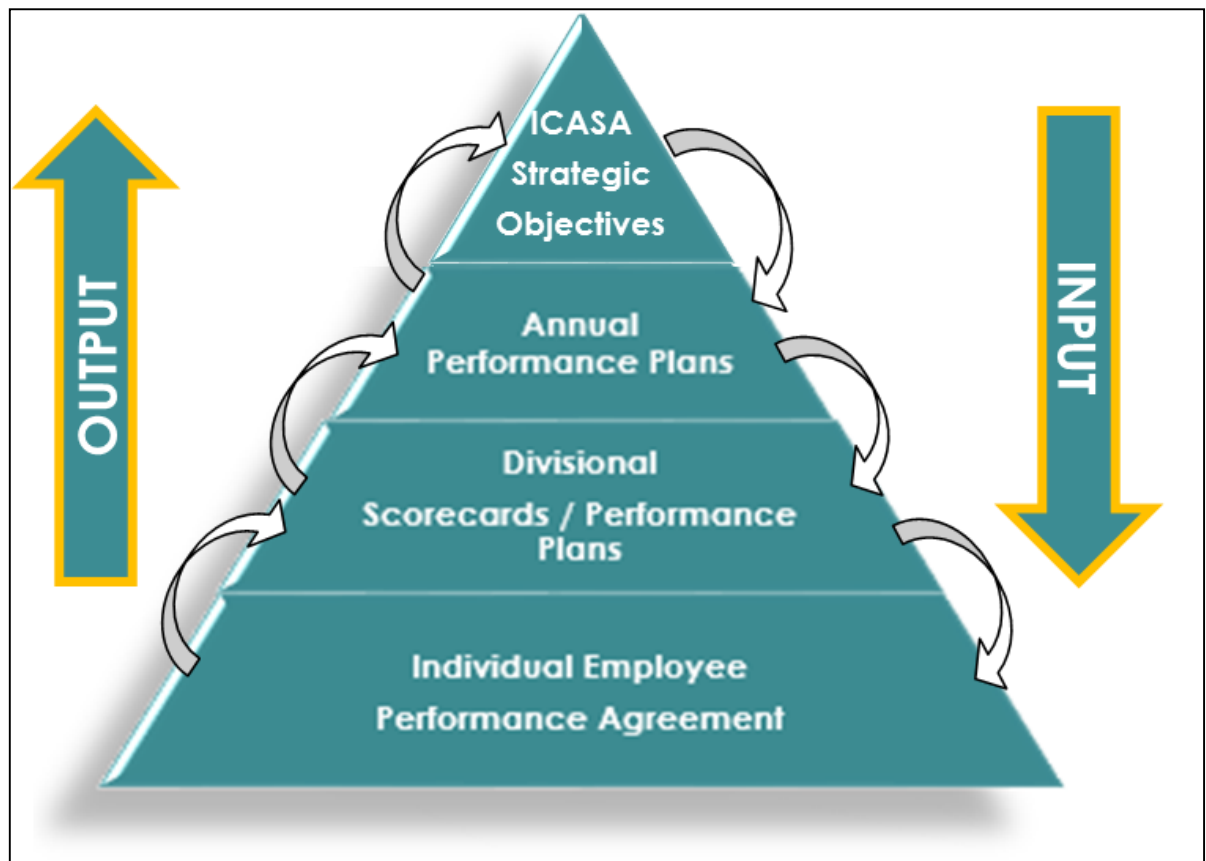 ICASA
Strategic
Objectives
OUTPUT
INPUT
Annual
Performance Plans
Divisional
Scorecards / Performance
Plans
Individual Employee
Performance Agreement